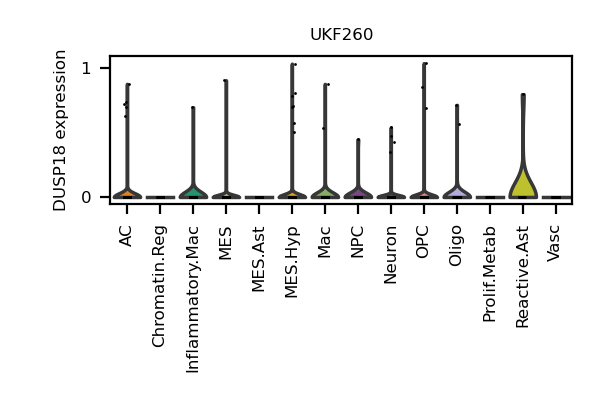 UKF260
DUSP18 expression
1
0
AC
Chromatin.Reg
Inflammatory.Mac
MES
MES.Ast
MES.Hyp
Mac
NPC
Neuron
OPC
Oligo
Prolif.Metab
Reactive.Ast
Vasc